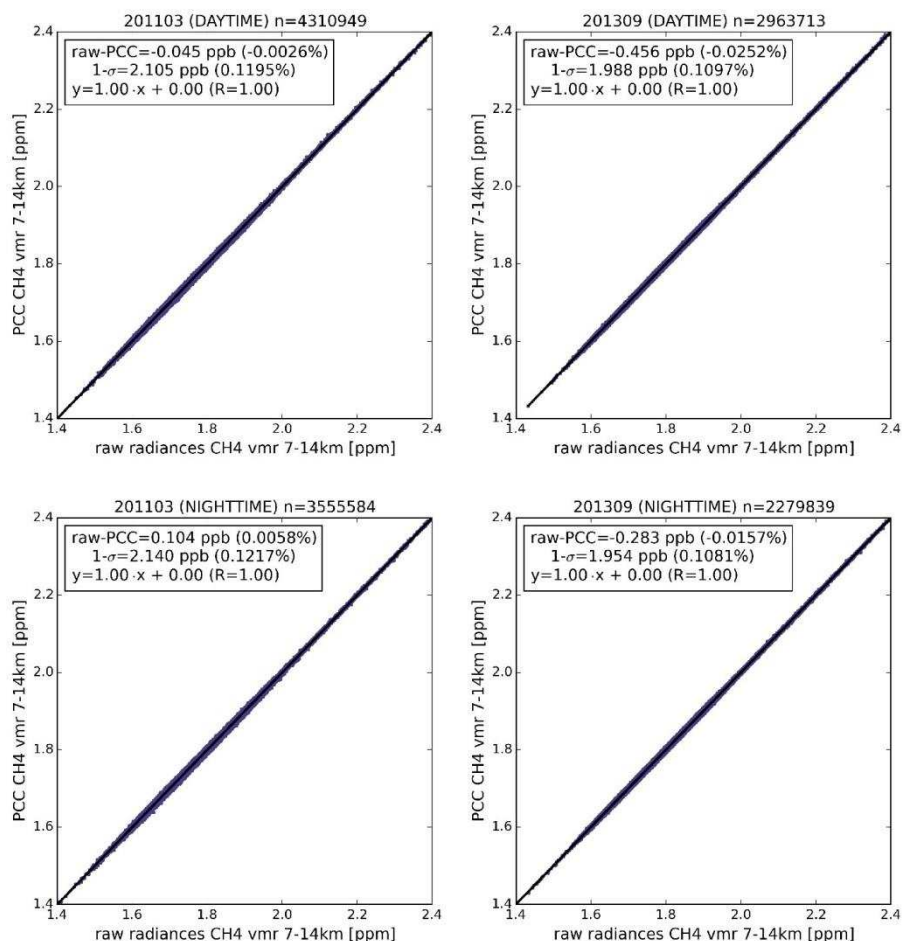 201103 (DAYTIME) n=4310949
raw-PCC=-0.045 ppb (-0.0026%)
1-σ=2.105 ppb (0.1195%)
y=1.00·x + 0.00 (R=1.00)
PCC CH4 vmr 7-14km [ppm]
2.4
2.2
2.0
1.8
1.6
1.4
1.4 1.6 1.8 2.0 2.2 2.4
raw radiances CH4 vmr 7-14km [ppm]
201309 (DAYTIME) n=2963713
raw-PCC=-0.456 ppb (-0.0252%)
1-σ=1.988 ppb (0.1097%)
y=1.00·x + 0.00 (R=1.00)
PCC CH4 vmr 7-14km [ppm]
2.4
2.2
2.0
1.8
1.6
1.4
1.4 1.6 1.8 2.0 2.2 2.4
raw radiances CH4 vmr 7-14km [ppm]
201103 (NIGHTTIME) n=3555584
raw-PCC=0.104 ppb (0.0058%)
1-σ=2.140 ppb (0.1217%)
y=1.00·x + 0.00 (R=1.00)
PCC CH4 vmr 7-14km [ppm]
2.4
2.2
2.0
1.8
1.6
1.4
1.4 1.6 1.8 2.0 2.2 2.4
raw radiances CH4 vmr 7-14km [ppm]
201309 (NIGHTTIME) n=2279839
raw-PCC=-0.283 ppb (-0.0157%)
1-σ=1.954 ppb (0.1081%)
y=1.00·x + 0.00 (R=1.00)
PCC CH4 vmr 7-14km [ppm]
2.4
2.2
2.0
1.8
1.6
1.4
1.4 1.6 1.8 2.0 2.2 2.4
raw radiances CH4 vmr 7-14km [ppm]